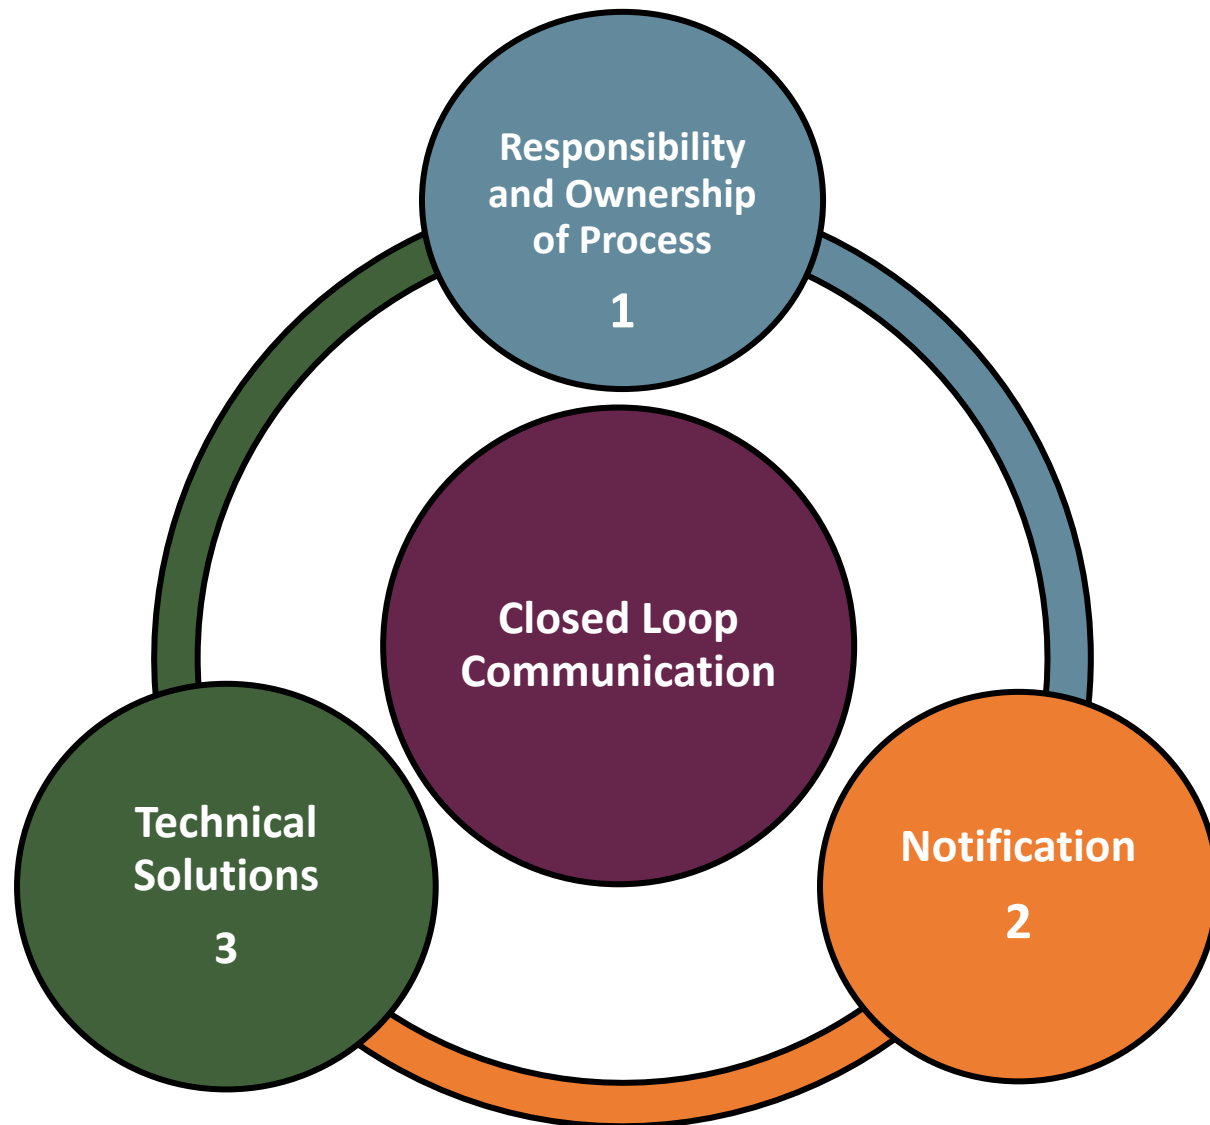 Responsibility
and Ownership
of Process
1
Closed Loop
Communication
Technical
Solutions
3
Notification
2